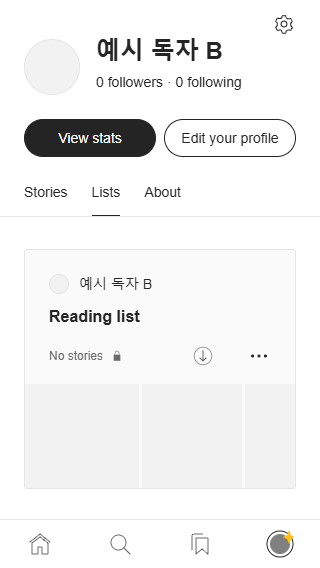 예시 독자 B
0 followers · 0 following
View stats
Edit your profile
Stories
Lists
About
예시 독자 B
Reading list
No stories